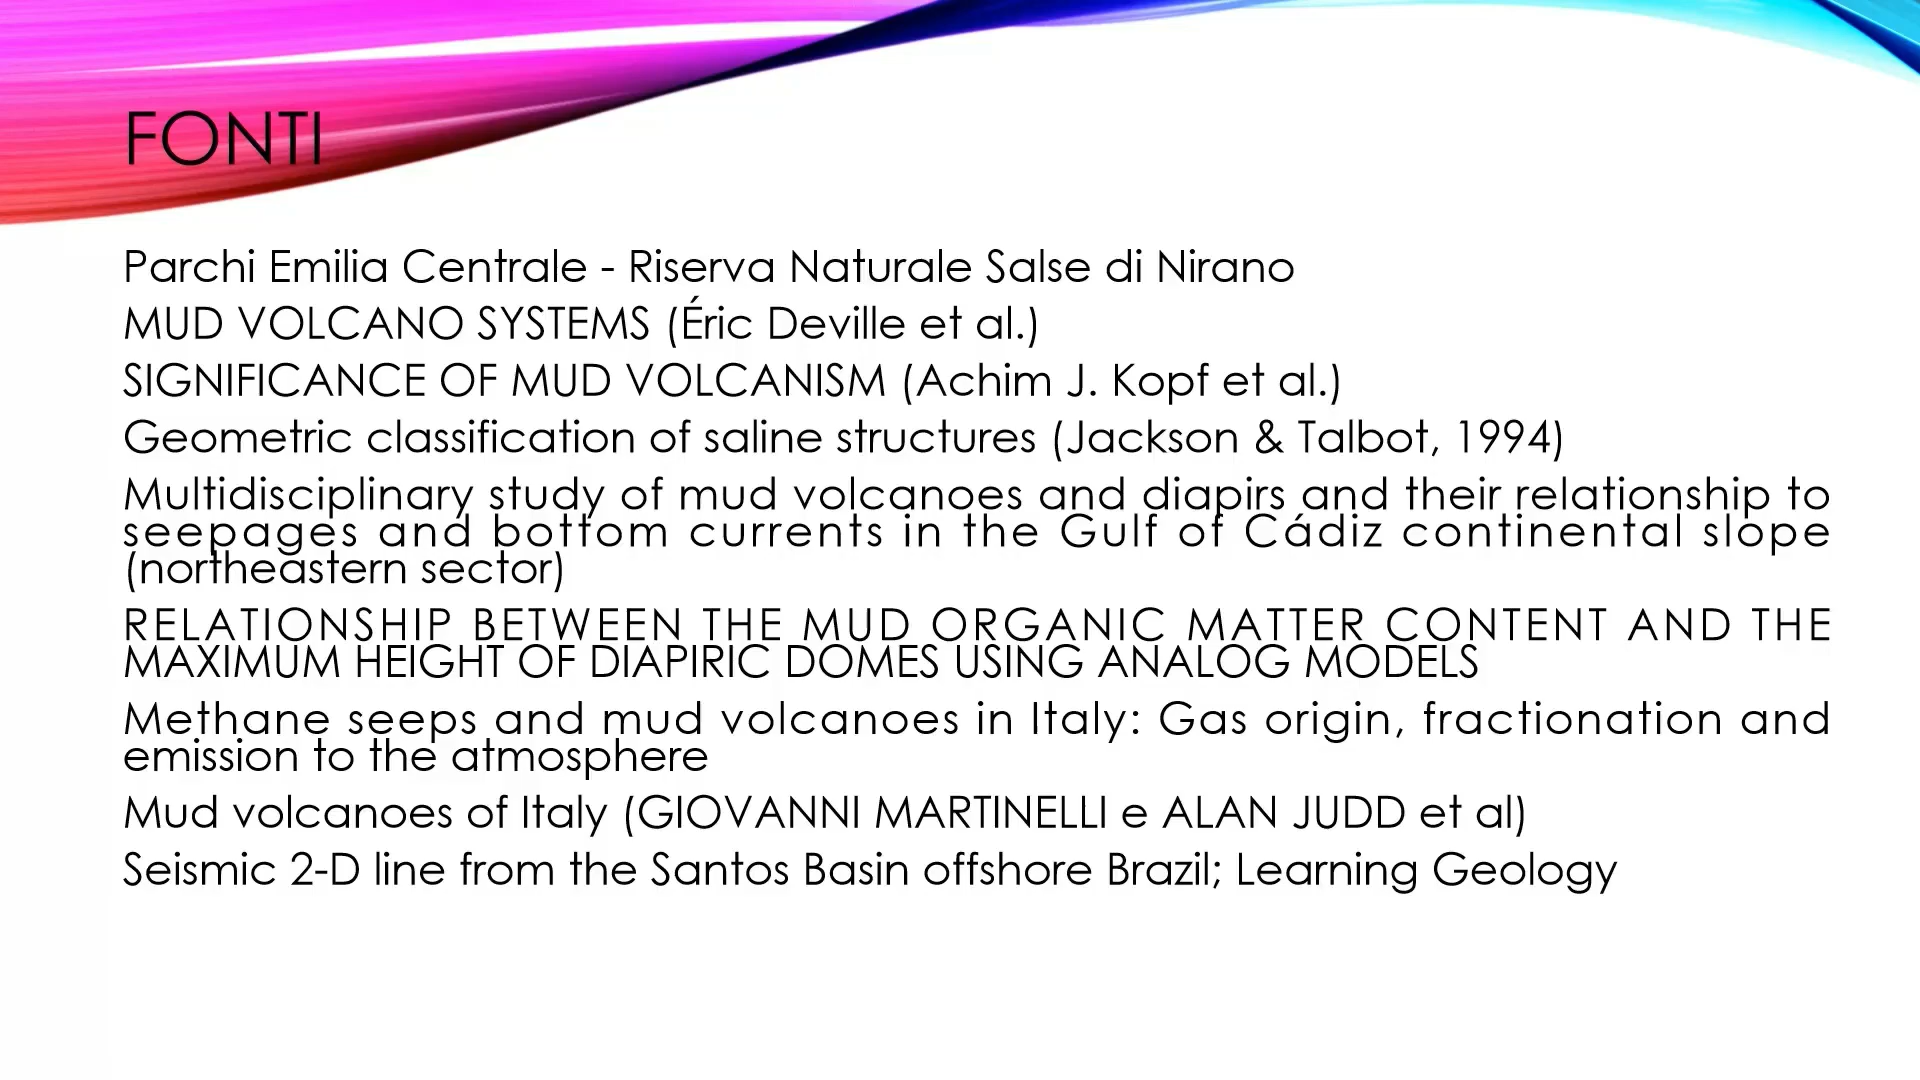 FONTI
Parchi Emilia Centrale - Riserva Naturale Salse di Nirano
MUD VOLCANO SYSTEMS (Éric Deville et al.)
SIGNIFICANCE OF MUD VOLCANISM (Achim J. Kopf et al.)
Geometric classification of saline structures (Jackson & Talbot, 1994)
Multidisciplinary study of mud volcanoes and diapirs and their relationship to
seepages and bottom currents in the Gulf of Cádiz continental slope
(northeastern sector)
RELATIONSHIP BETWEEN THE MUD ORGANIC MATTER CONTENT AND THE
MAXIMUM HEIGHT OF DIAPIRIC DOMES USING ANALOG MODELS
Methane seeps and mud volcanoes in Italy: Gas origin, fractionation and
emission to the atmosphere
Mud volcanoes of Italy (GIOVANNI MARTINELLI e ALAN JUDD et al)
Seismic 2-D line from the Santos Basin offshore Brazil; Learning Geology